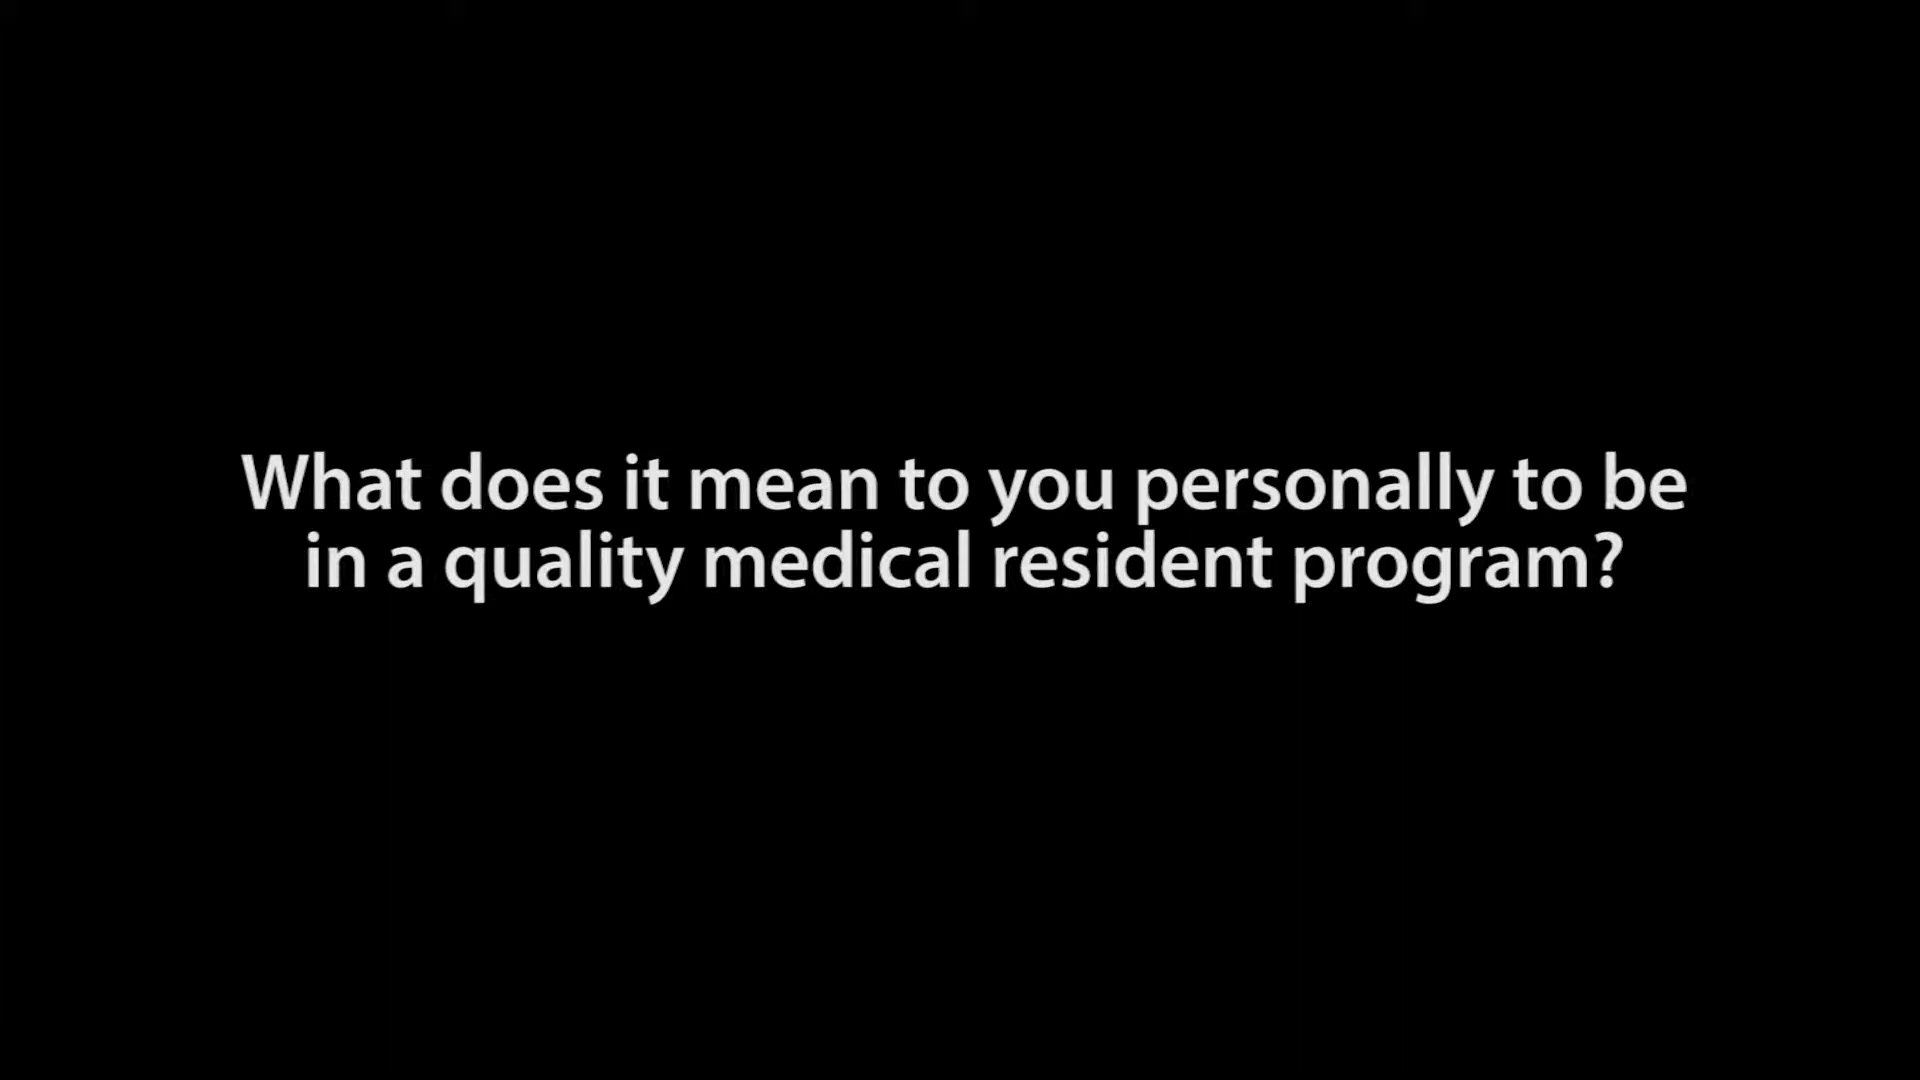 What does it mean to you personally to be
in a quality medical resident program?